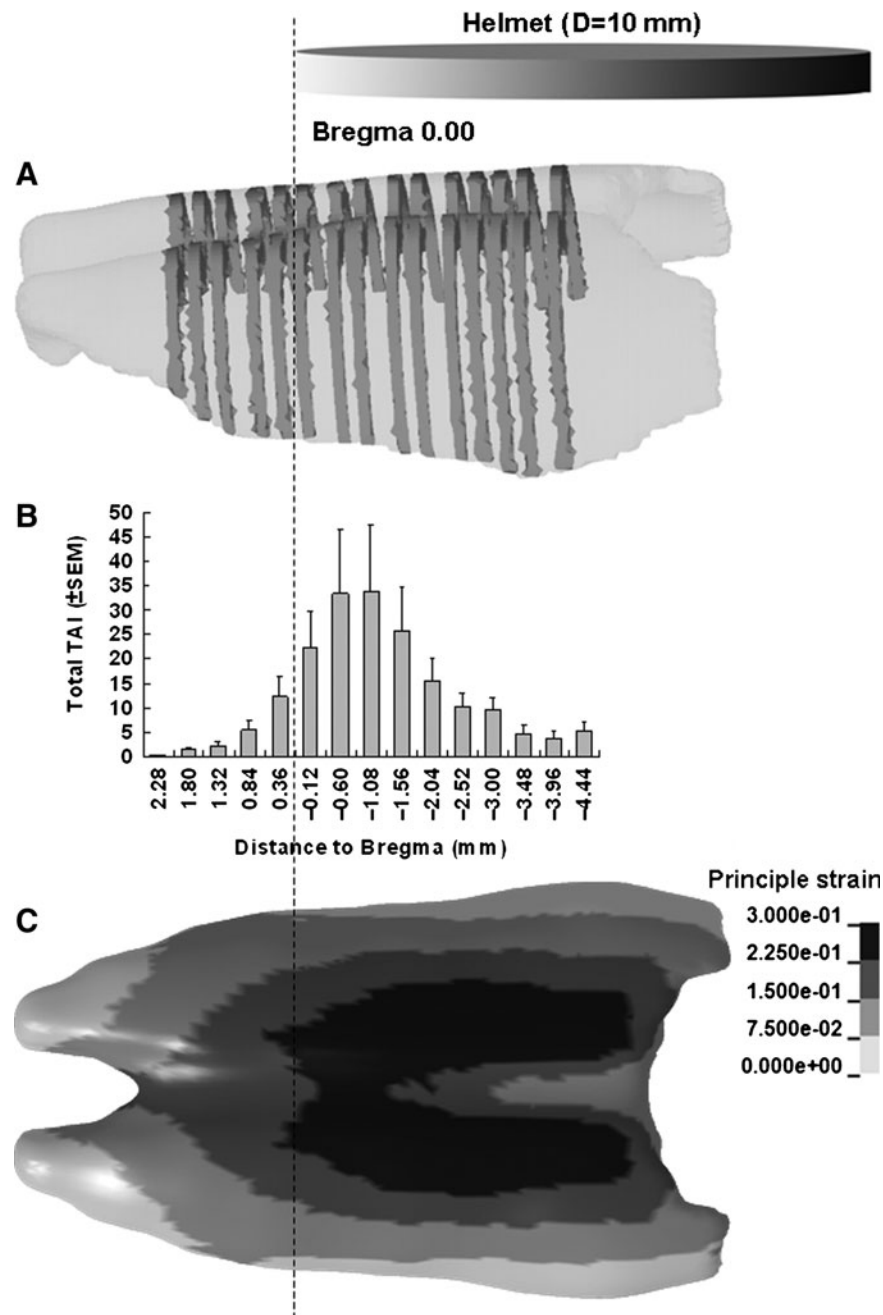 Helmet (D=10 mm)
Bregma 0.00
A
B
Total TAI (±SEM)
50
45
40
35
30
25
20
15
10
5
0
2.28
1.80
1.32
0.84
0.36
−0.12
−0.60
−1.08
−1.56
−2.04
−2.52
−3.00
−3.48
−3.96
−4.44
Distance to Bregma (mm)
C
Principle strain
3.000e-01
2.250e-01
1.500e-01
7.500e-02
0.000e+00